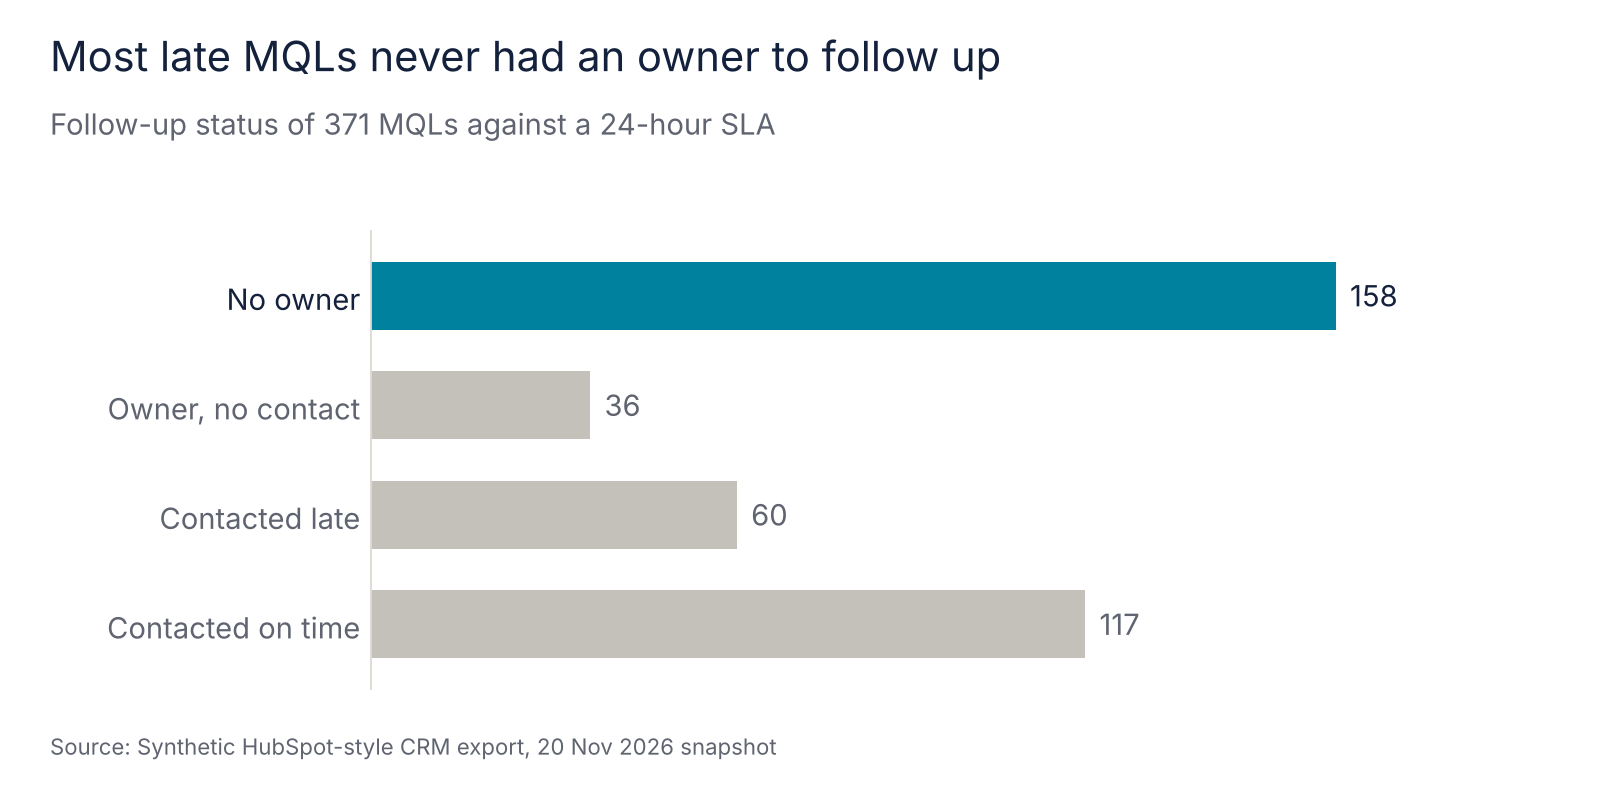 Most late MQLs never had an owner to follow up
Follow-up status of 371 MQLs against a 24-hour SLA
No owner 158
Owner, no contact 36
Contacted late 60
Contacted on time 117
Source: Synthetic HubSpot-style CRM export, 20 Nov 2026 snapshot